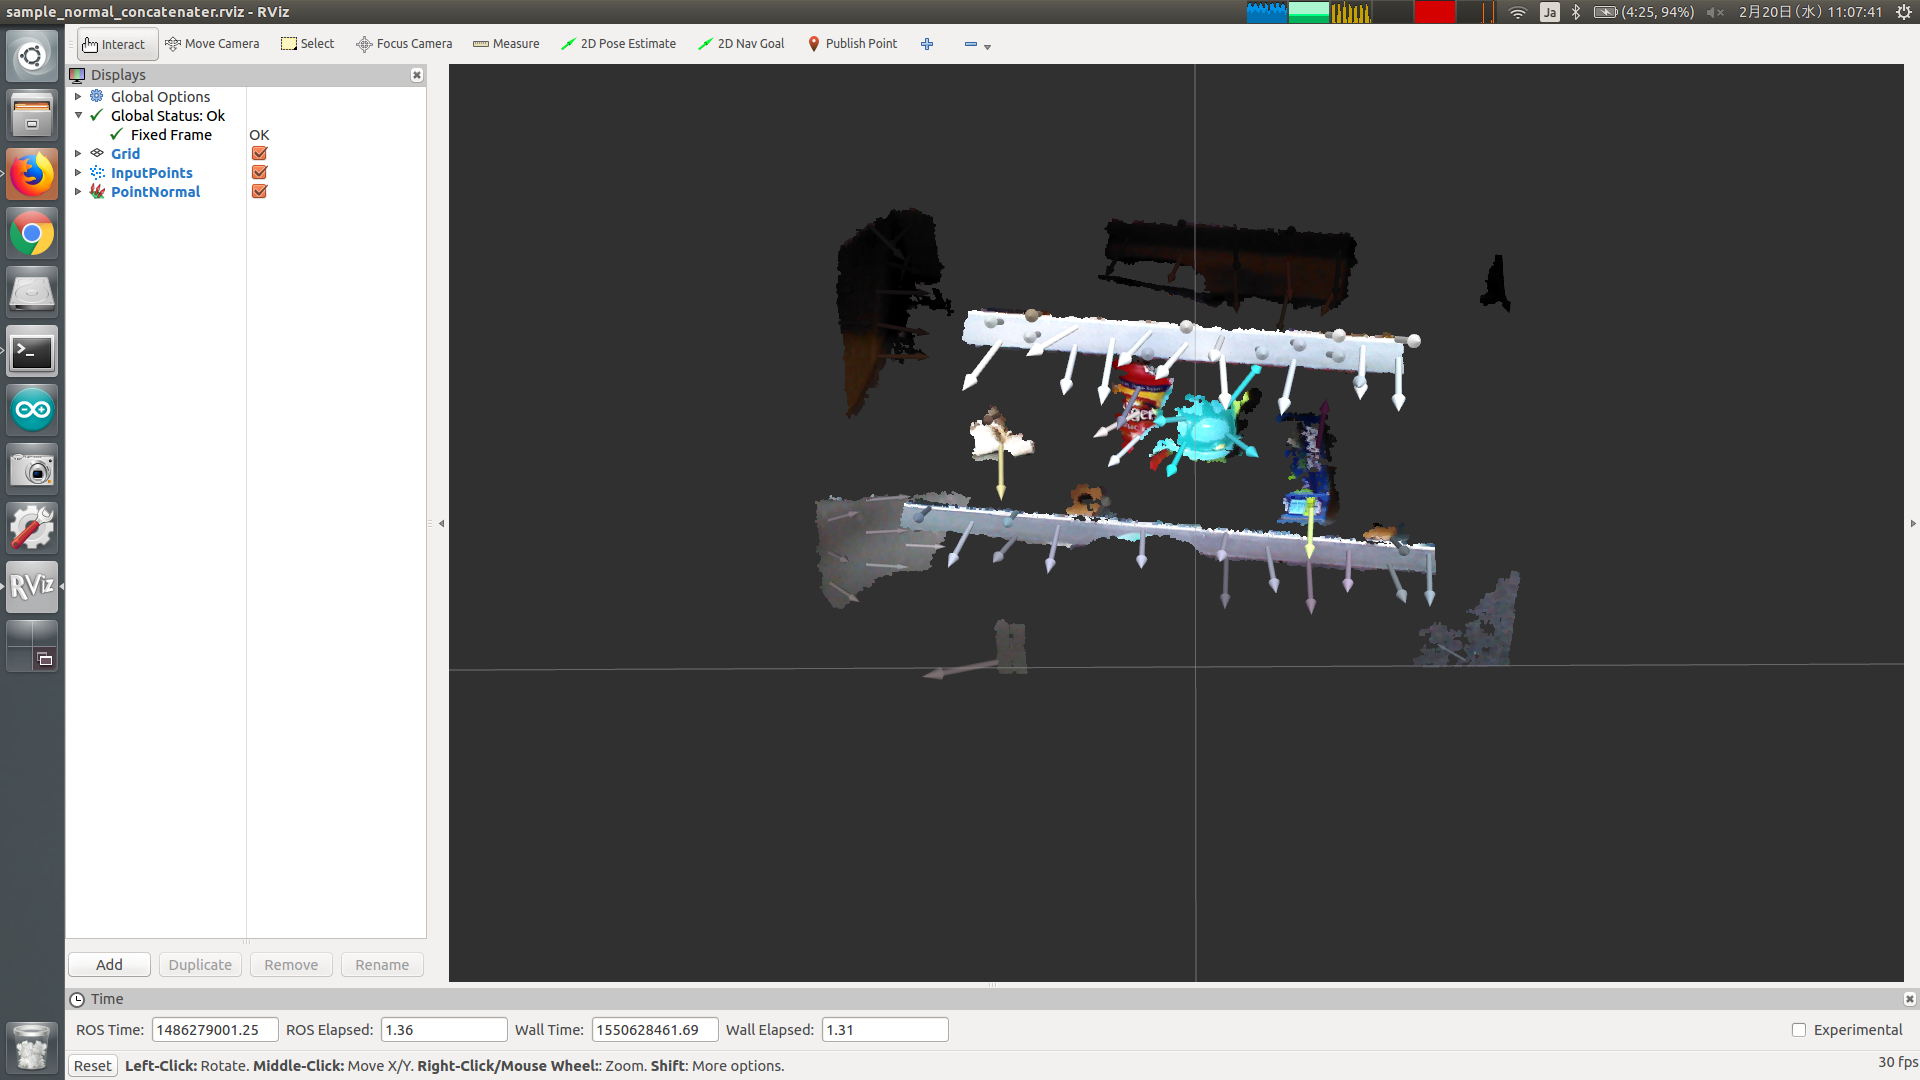 sample_normal_concatenater.rviz - RViz
Ja
(4:25, 94%)
2月20日(水) 11:07:41
Interact
Move Camera
Select
Focus Camera
Measure
2D Pose Estimate
2D Nav Goal
Publish Point
Displays
Global Options
Global Status: Ok
Fixed Frame
OK
Grid
InputPoints
PointNormal
RViz
Add
Duplicate
Remove
Rename
Time
ROS Time:
1486279001.25
ROS Elapsed:
1.36
Wall Time:
1550628461.69
Wall Elapsed:
1.31
Experimental
Reset
Left-Click: Rotate. Middle-Click: Move X/Y. Right-Click/Mouse Wheel:: Zoom. Shift: More options.
30 fps